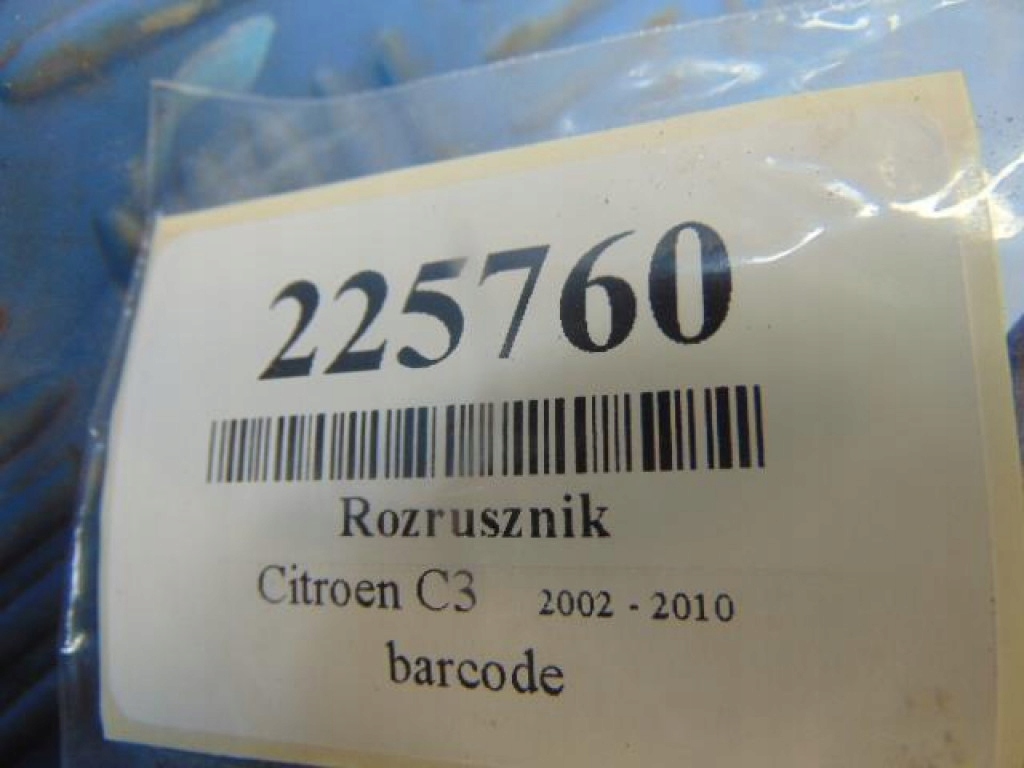 225760
Rozrusznik
Citroen C3 2002 - 2010
barcode